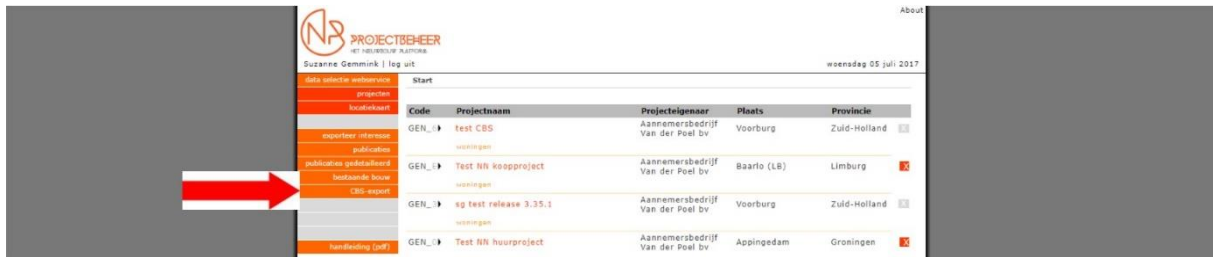 About
PROJECTBEHEER
HET NIEUWBOUW PLATFORM
Suzanne Gemmink | log uit
woensdag 05 juli 2017
data selectie webservice
projecten
locatiekaart
exporteer interesse
publicaties
publicaties gedetailleerd
bestaande bouw
CBS-export
handleiding (pdf)
Start
Code Projectnaam Projecteigenaar Plaats Provincie
GEN_ test CBS Aannemersbedrijf Van der Poel bv Voorburg Zuid-Holland X
woningen
GEN_ Test NN koopproject Aannemersbedrijf Van der Poel bv Baarlo (LB) Limburg X
woningen
GEN_ sg test release 3.35.1 Aannemersbedrijf Van der Poel bv Voorburg Zuid-Holland X
woningen
GEN_ Test NN huurproject Aannemersbedrijf Van der Poel bv Appingedam Groningen X